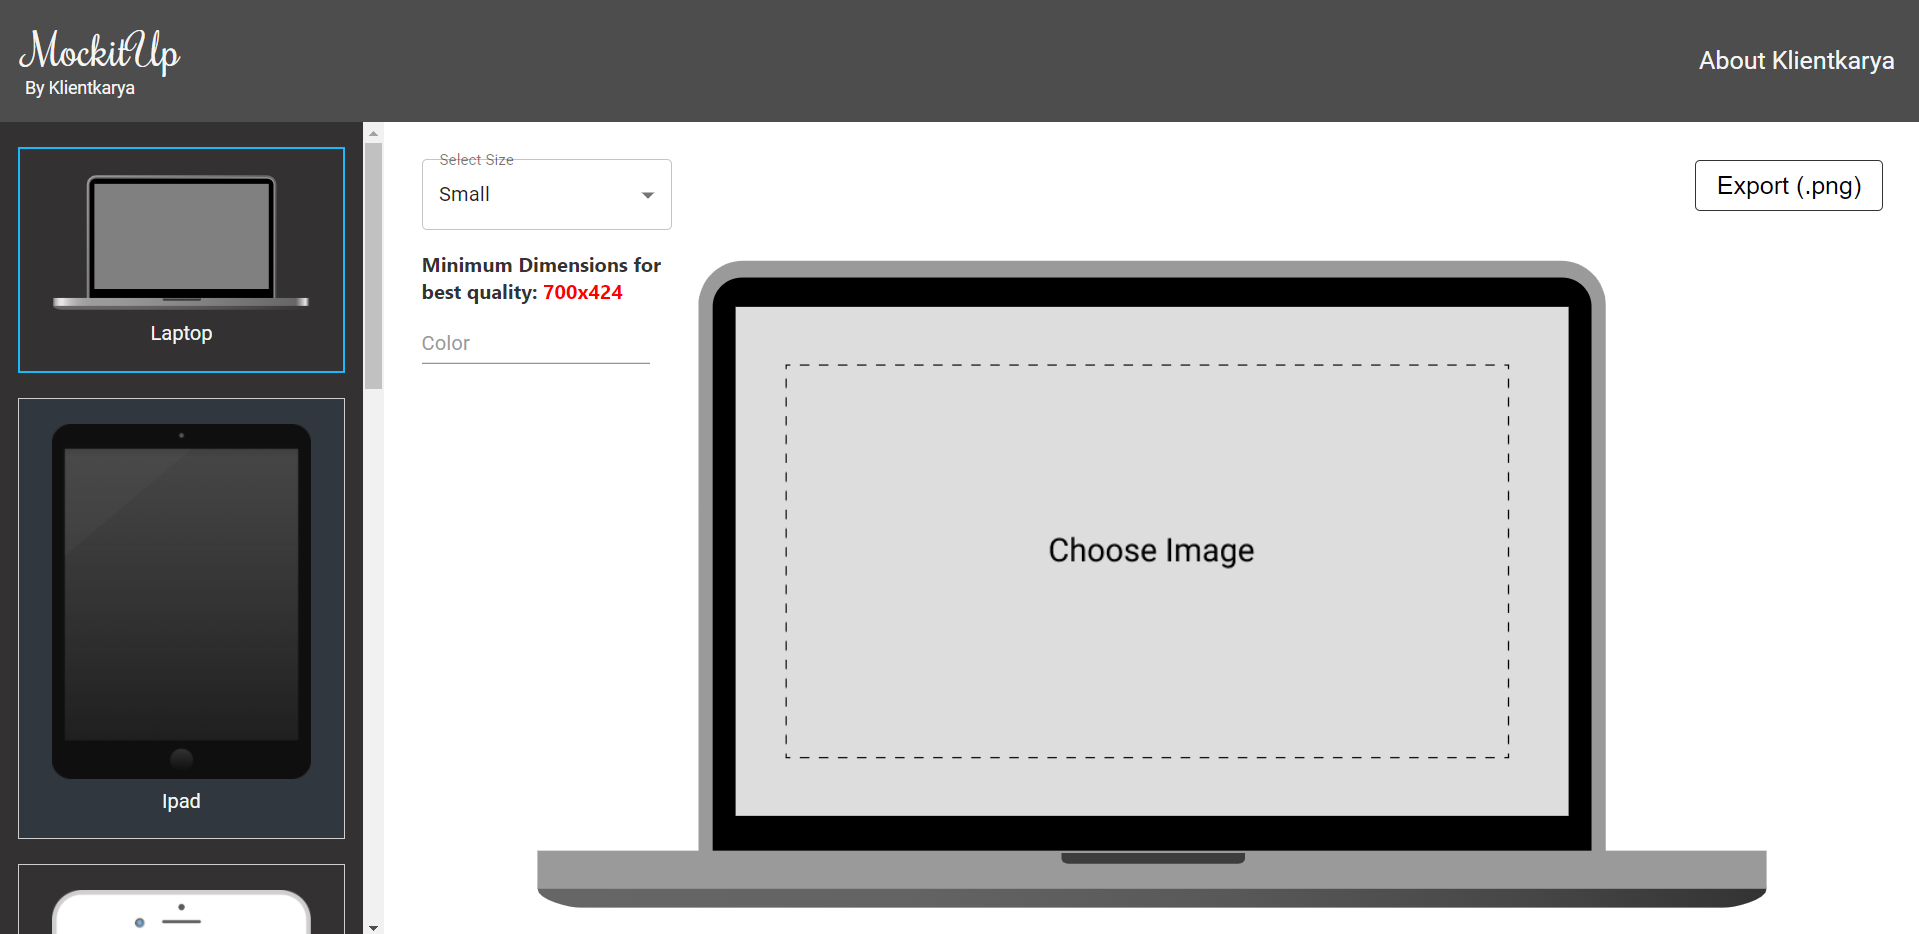 MockitUp
By Klientkarya
About Klientkarya
Laptop
Ipad
Select Size
Small
Minimum Dimensions for
best quality: 700x424
Color
Export (.png)
Choose Image